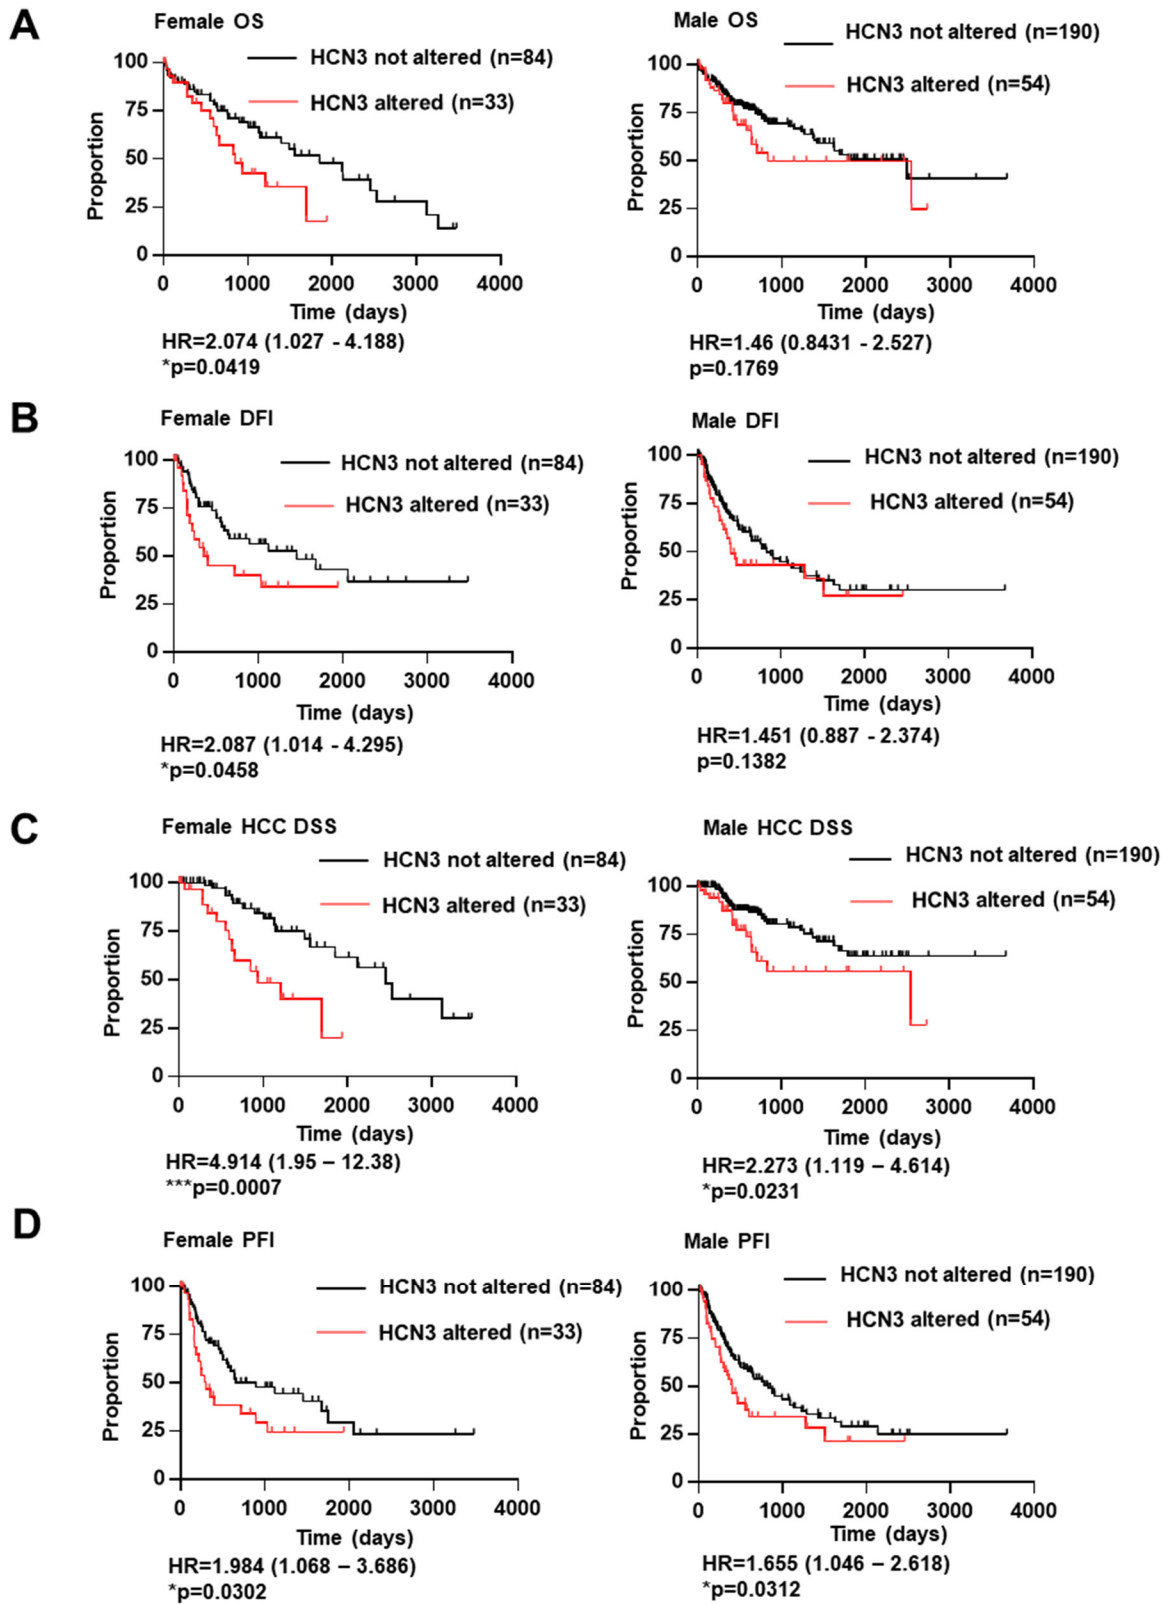 A
Female OS
HCN3 not altered (n=84)
HCN3 altered (n=33)
100
75
50
25
0
Proportion
0 1000 2000 3000 4000
Time (days)
HR=2.074 (1.027 - 4.188)
*p=0.0419
Male OS
HCN3 not altered (n=190)
HCN3 altered (n=54)
100
75
50
25
0
Proportion
0 1000 2000 3000 4000
Time (days)
HR=1.46 (0.8431 - 2.527)
p=0.1769
B
Female DFI
HCN3 not altered (n=84)
HCN3 altered (n=33)
100
75
50
25
0
Proportion
0 1000 2000 3000 4000
Time (days)
HR=2.087 (1.014 - 4.295)
*p=0.0458
Male DFI
HCN3 not altered (n=190)
HCN3 altered (n=54)
100
75
50
25
0
Proportion
0 1000 2000 3000 4000
Time (days)
HR=1.451 (0.887 - 2.374)
p=0.1382
C
Female HCC DSS
HCN3 not altered (n=84)
HCN3 altered (n=33)
100
75
50
25
0
Proportion
0 1000 2000 3000 4000
Time (days)
HR=4.914 (1.95 – 12.38)
***p=0.0007
Male HCC DSS
HCN3 not altered (n=190)
HCN3 altered (n=54)
100
75
50
25
0
Proportion
0 1000 2000 3000 4000
Time (days)
HR=2.273 (1.119 – 4.614)
*p=0.0231
D
Female PFI
HCN3 not altered (n=84)
HCN3 altered (n=33)
100
75
50
25
0
Proportion
0 1000 2000 3000 4000
Time (days)
HR=1.984 (1.068 – 3.686)
*p=0.0302
Male PFI
HCN3 not altered (n=190)
HCN3 altered (n=54)
100
75
50
25
0
Proportion
0 1000 2000 3000 4000
Time (days)
HR=1.655 (1.046 – 2.618)
*p=0.0312